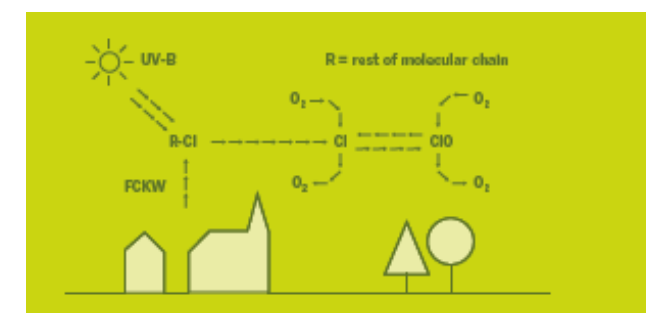 UV-B
R = rest of molecular chain
O₂
O₂
R-Cl
Cl
ClO
FCKW
O₂
O₂